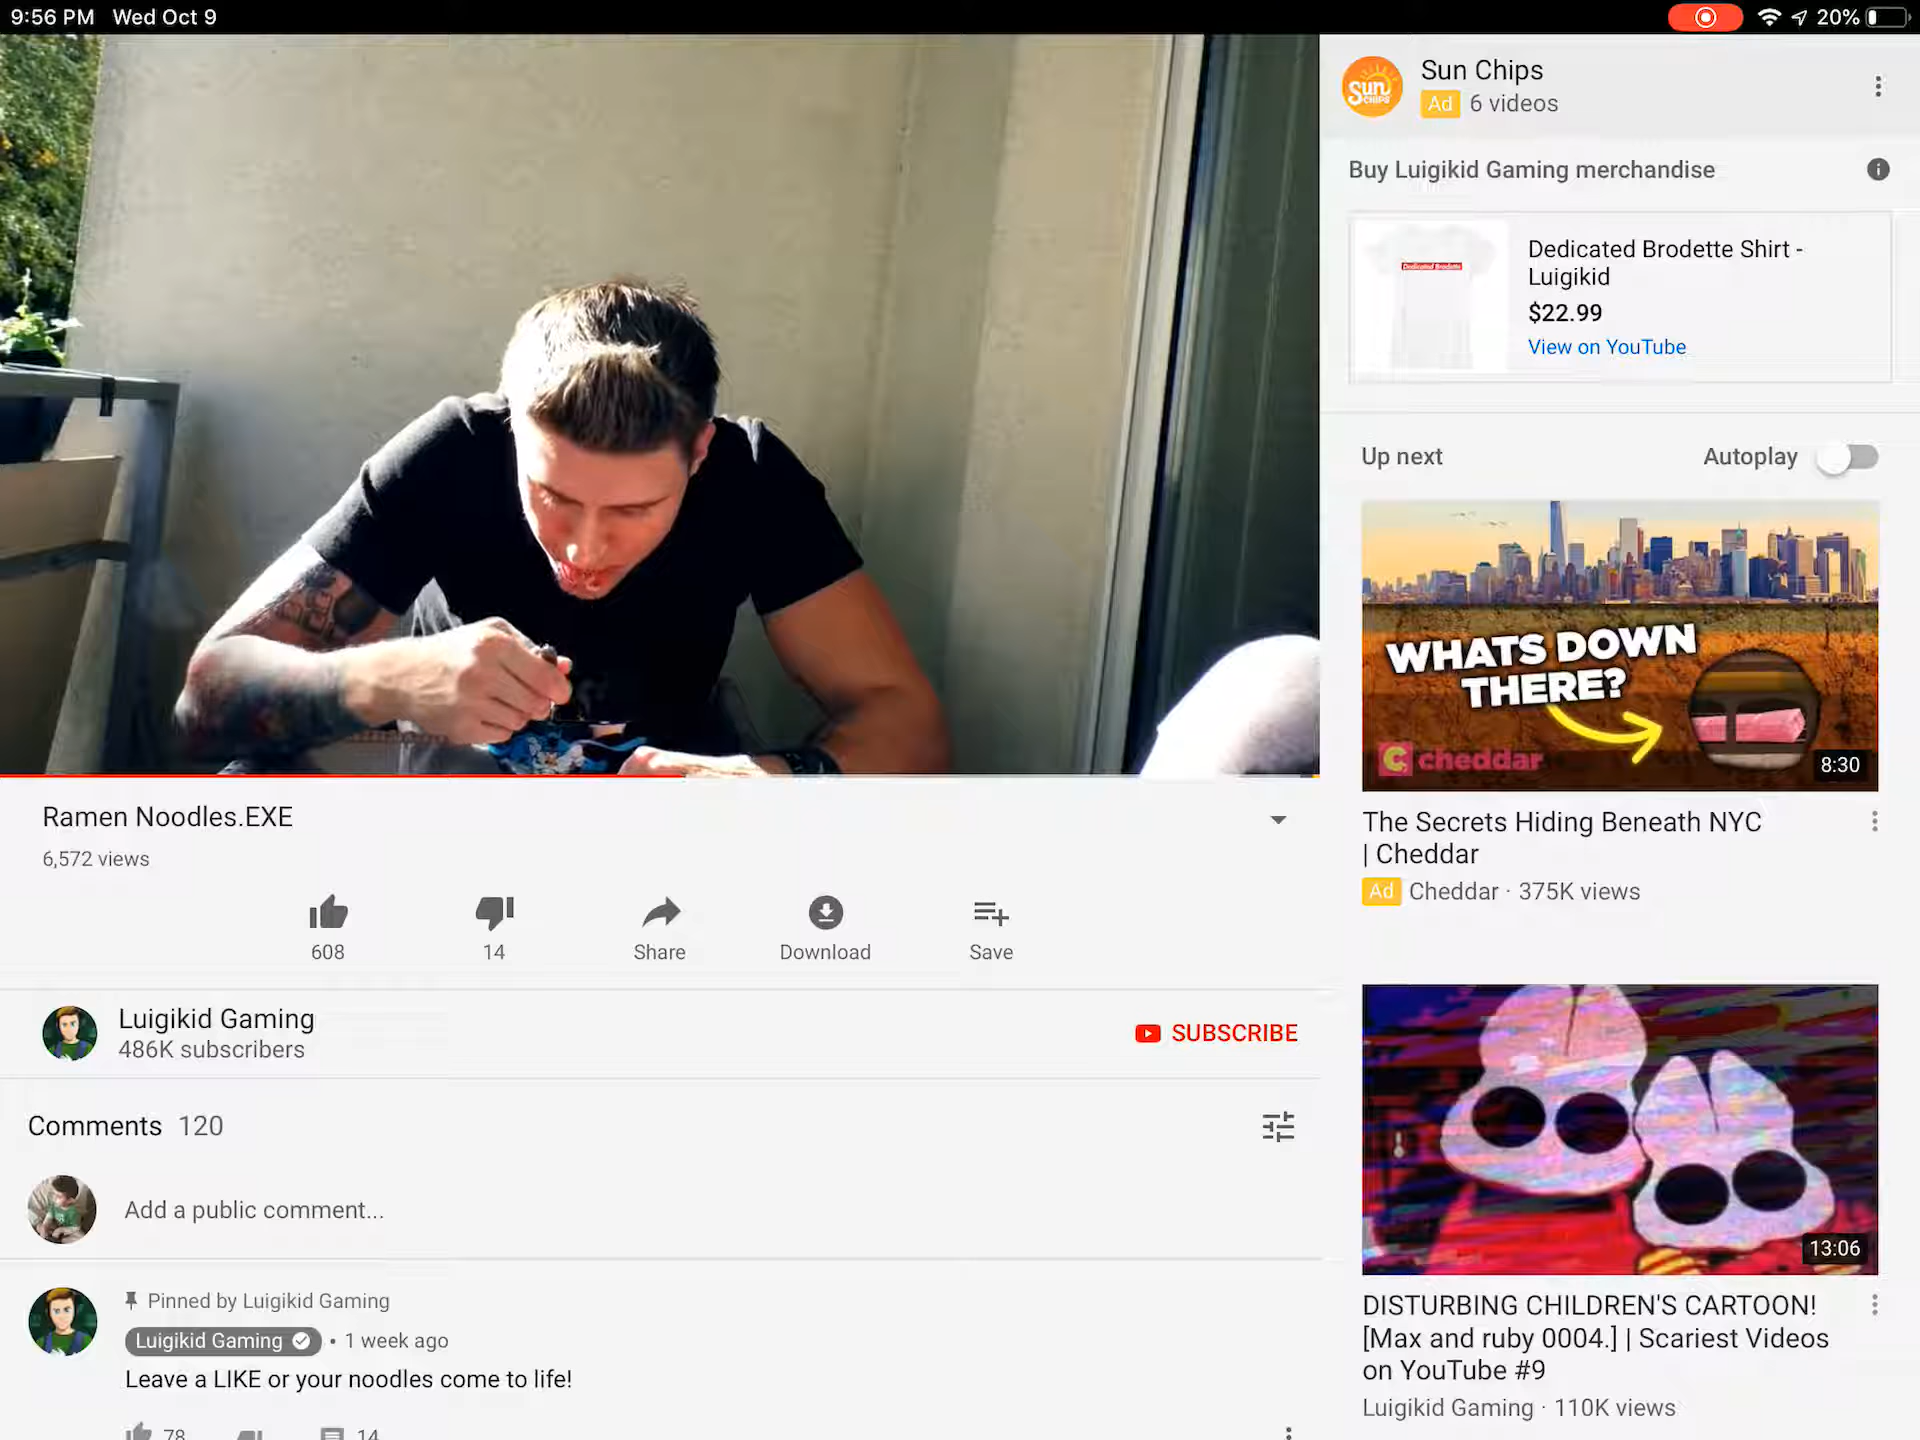 9:56 PM Wed Oct 9
20%
Ramen Noodles.EXE
6,572 views
608
14
Share
Download
Save
Luigikid Gaming
486K subscribers
SUBSCRIBE
Comments 120
Add a public comment...
Pinned by Luigikid Gaming
Luigikid Gaming • 1 week ago
Leave a LIKE or your noodles come to life!
78
14
Sun CHIPS
Sun Chips
Ad 6 videos
Buy Luigikid Gaming merchandise
Dedicated Brodette
Dedicated Brodette Shirt -
Luigikid
$22.99
View on YouTube
Up next
Autoplay
WHATS DOWN
THERE?
cheddar
8:30
The Secrets Hiding Beneath NYC
| Cheddar
Ad Cheddar · 375K views
13:06
DISTURBING CHILDREN'S CARTOON!
[Max and ruby 0004.] | Scariest Videos
on YouTube #9
Luigikid Gaming · 110K views